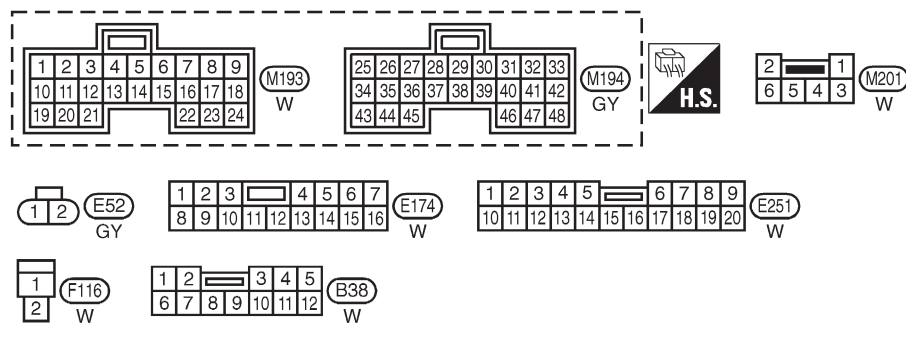 1 2 3 4 5 6 7 8 9
10 11 12 13 14 15 16 17 18
19 20 21 22 23 24
M193
W
25 26 27 28 29 30 31 32 33
34 35 36 37 38 39 40 41 42
43 44 45 46 47 48
M194
GY
H.S.
2 1
6 5 4 3
M201
W
1 2
E52
GY
1 2 3 4 5 6 7
8 9 10 11 12 13 14 15 16
E174
W
1 2 3 4 5 6 7 8 9
10 11 12 13 14 15 16 17 18 19 20
E251
W
1
2
F116
W
1 2 3 4 5
6 7 8 9 10 11 12
B38
W